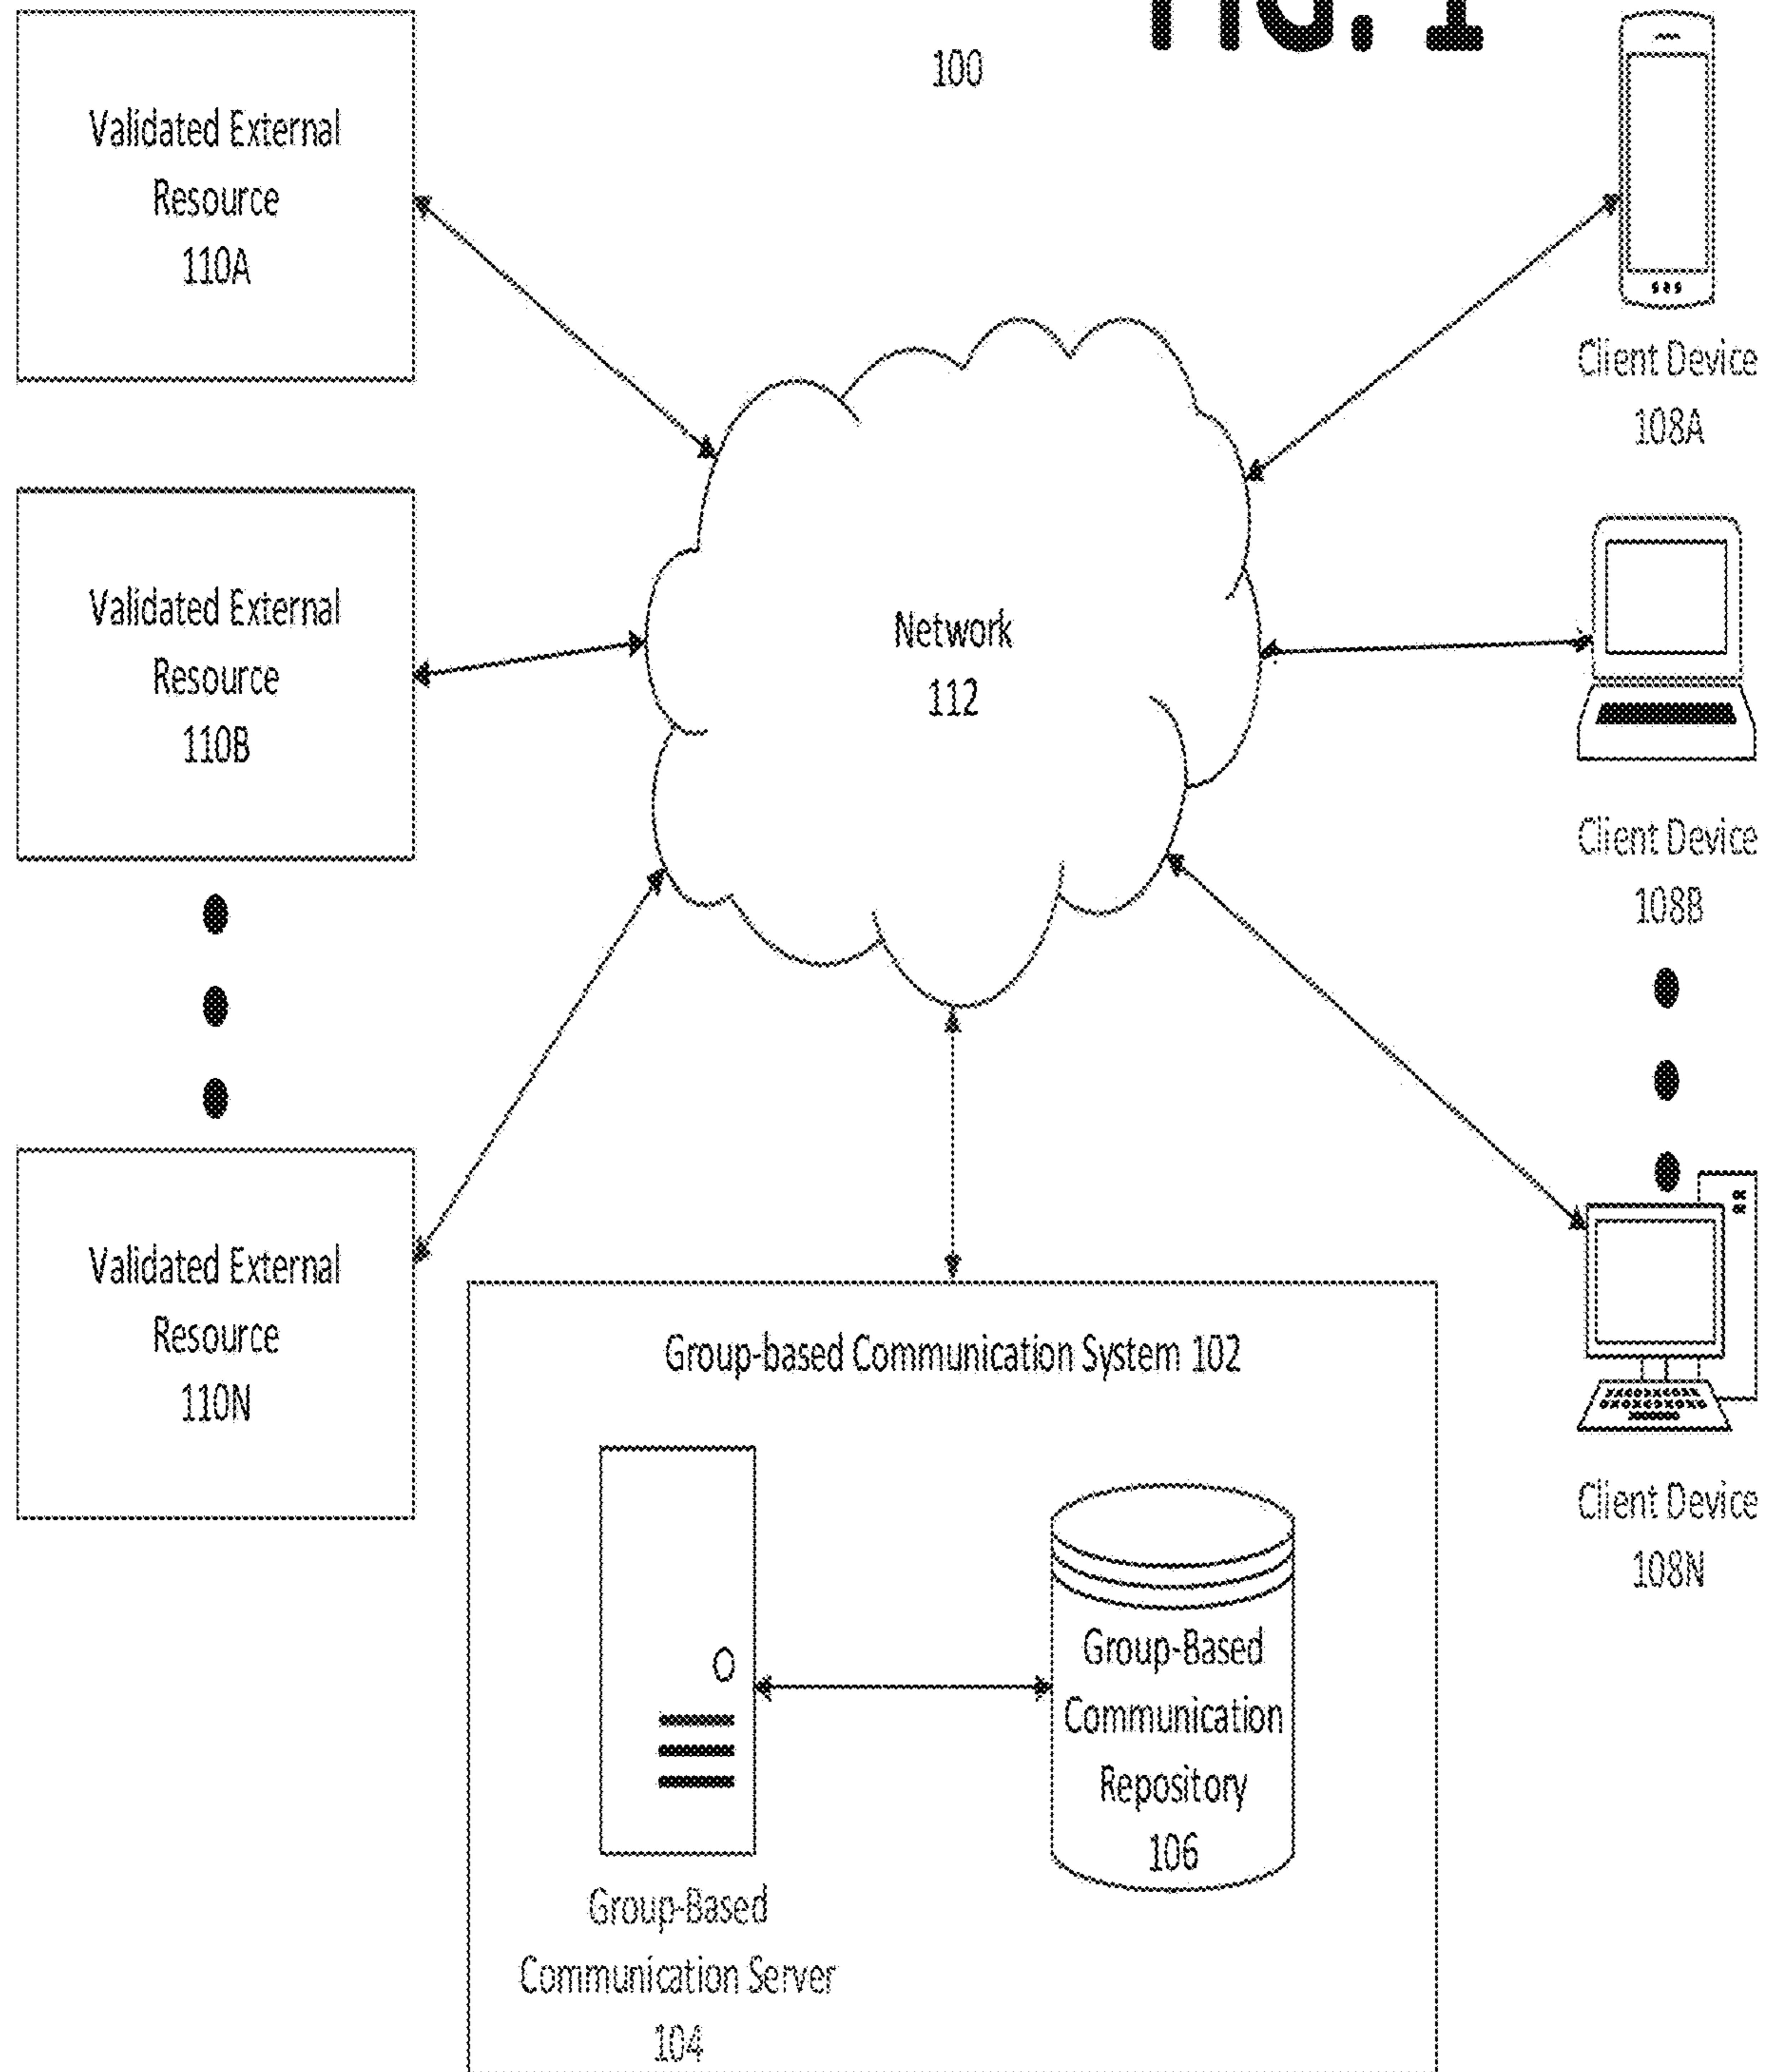 FIG. 1
100
Validated External
Resource
110A
Client Device
108A
Validated External
Resource
110B
Network
112
Client Device
108B
Validated External
Resource
110N
Group-based Communication System 102
Client Device
108N
Group-Based
Communication
Repository
106
Group-Based
Communication Server
104